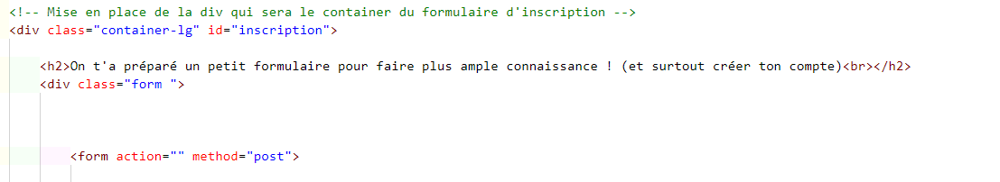 <!-- Mise en place de la div qui sera le container du formulaire d'inscription -->
<div class="container-lg" id="inscription">
<h2>On t'a préparé un petit formulaire pour faire plus ample connaissance ! (et surtout créer ton compte)<br></h2>
<div class="form ">
<form action="" method="post">